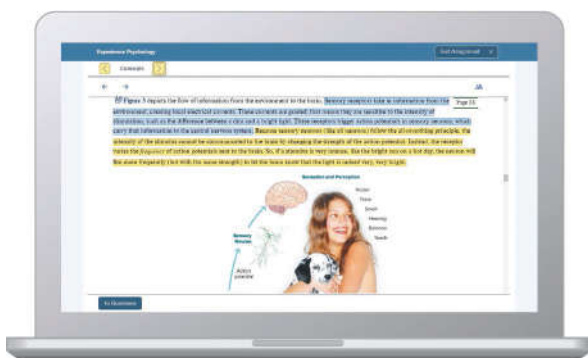 Experience Psychology
Get Assignment
CONTENTS
AA
Figure 3 depicts the flow of information from the environment to the brain. Sensory receptors take in information from the
Page 33
environment, creating local electrical currents. These currents are graded; that means they are sensitive to the intensity of
stimulation, such as the difference between a dim and a bright light. These receptors trigger action potentials in sensory neurons, which
carry that information to the central nervous system. Because sensory neurons (like all neurons) follow the all-or-nothing principle, the
intensity of the stimulus cannot be communicated to the brain by changing the strength of the action potential. Instead, the receptor
varies the frequency of action potentials sent to the brain. So, if a stimulus is very intense, like the bright sun on a hot day, the neuron will
fire more frequently (but with the same strength) to let the brain know that the light is indeed very, very bright.
Sensation and Perception
Vision
Taste
Smell
Hearing
Balance
Touch
Sensory
Neuron
Action
potential
To Questions